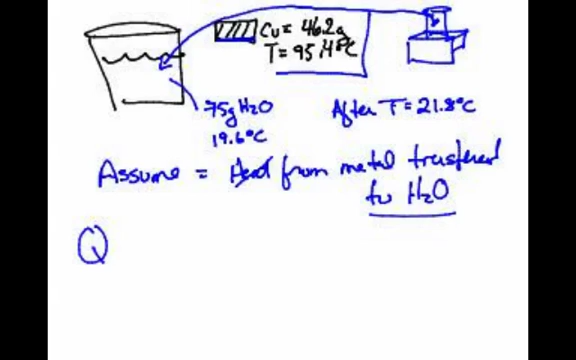 Cu = 46.2g
T = 95.4°C
75g H2O
19.6°C
After T = 21.8°C
Assume = Heat from metal transferred
to H2O
Q